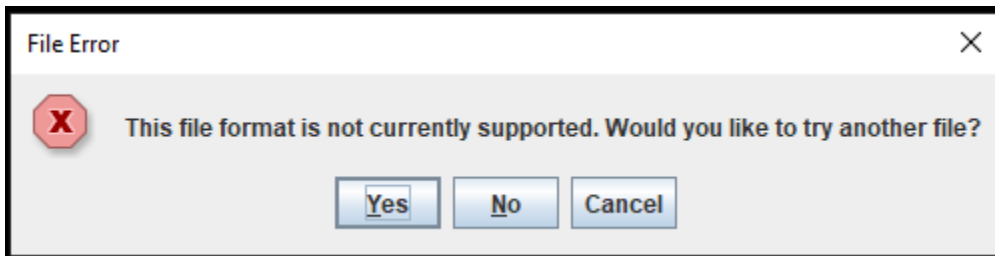 File Error
This file format is not currently supported. Would you like to try another file?
Yes No Cancel